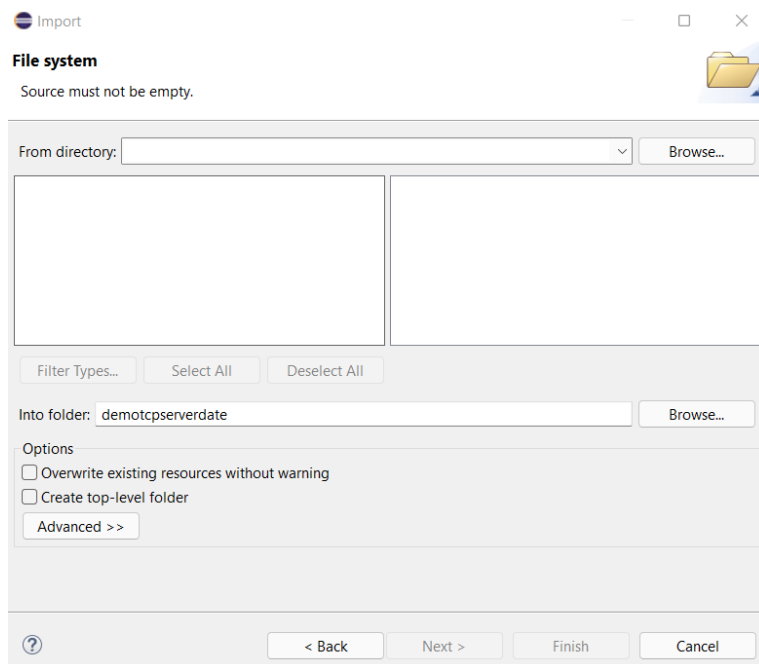 Import
File system
Source must not be empty.
From directory:
Browse...
Filter Types...
Select All
Deselect All
Into folder:
demotcpserverdate
Browse...
Options
Overwrite existing resources without warning
Create top-level folder
Advanced >>
?
< Back
Next >
Finish
Cancel